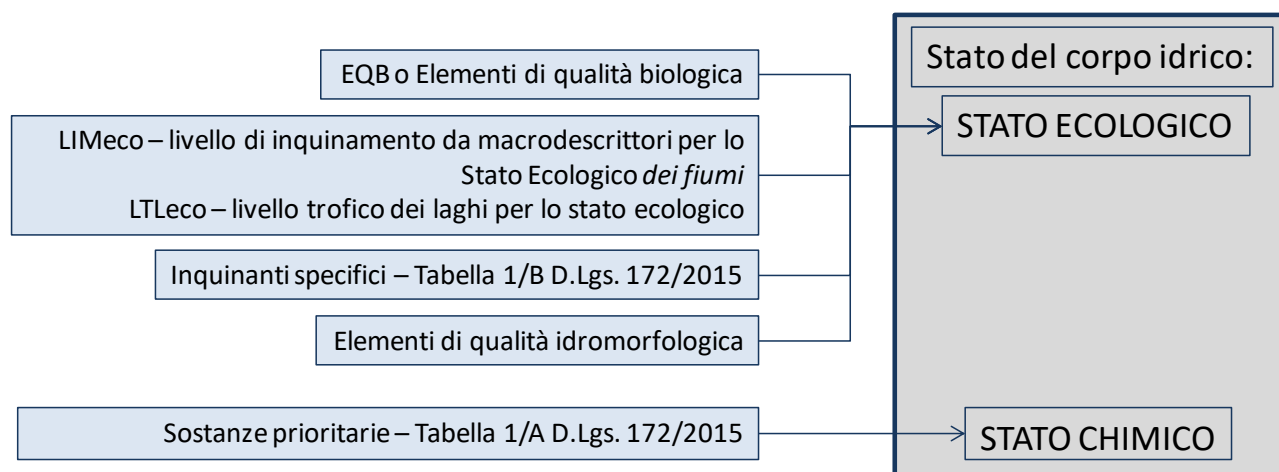 EQB o Elementi di qualità biologica
LIMeco – livello di inquinamento da macrodescrittori per lo
Stato Ecologico dei fiumi
LTLeco – livello trofico dei laghi per lo stato ecologico
Inquinanti specifici – Tabella 1/B D.Lgs. 172/2015
Elementi di qualità idromorfologica
Sostanze prioritarie – Tabella 1/A D.Lgs. 172/2015
Stato del corpo idrico:
STATO ECOLOGICO
STATO CHIMICO